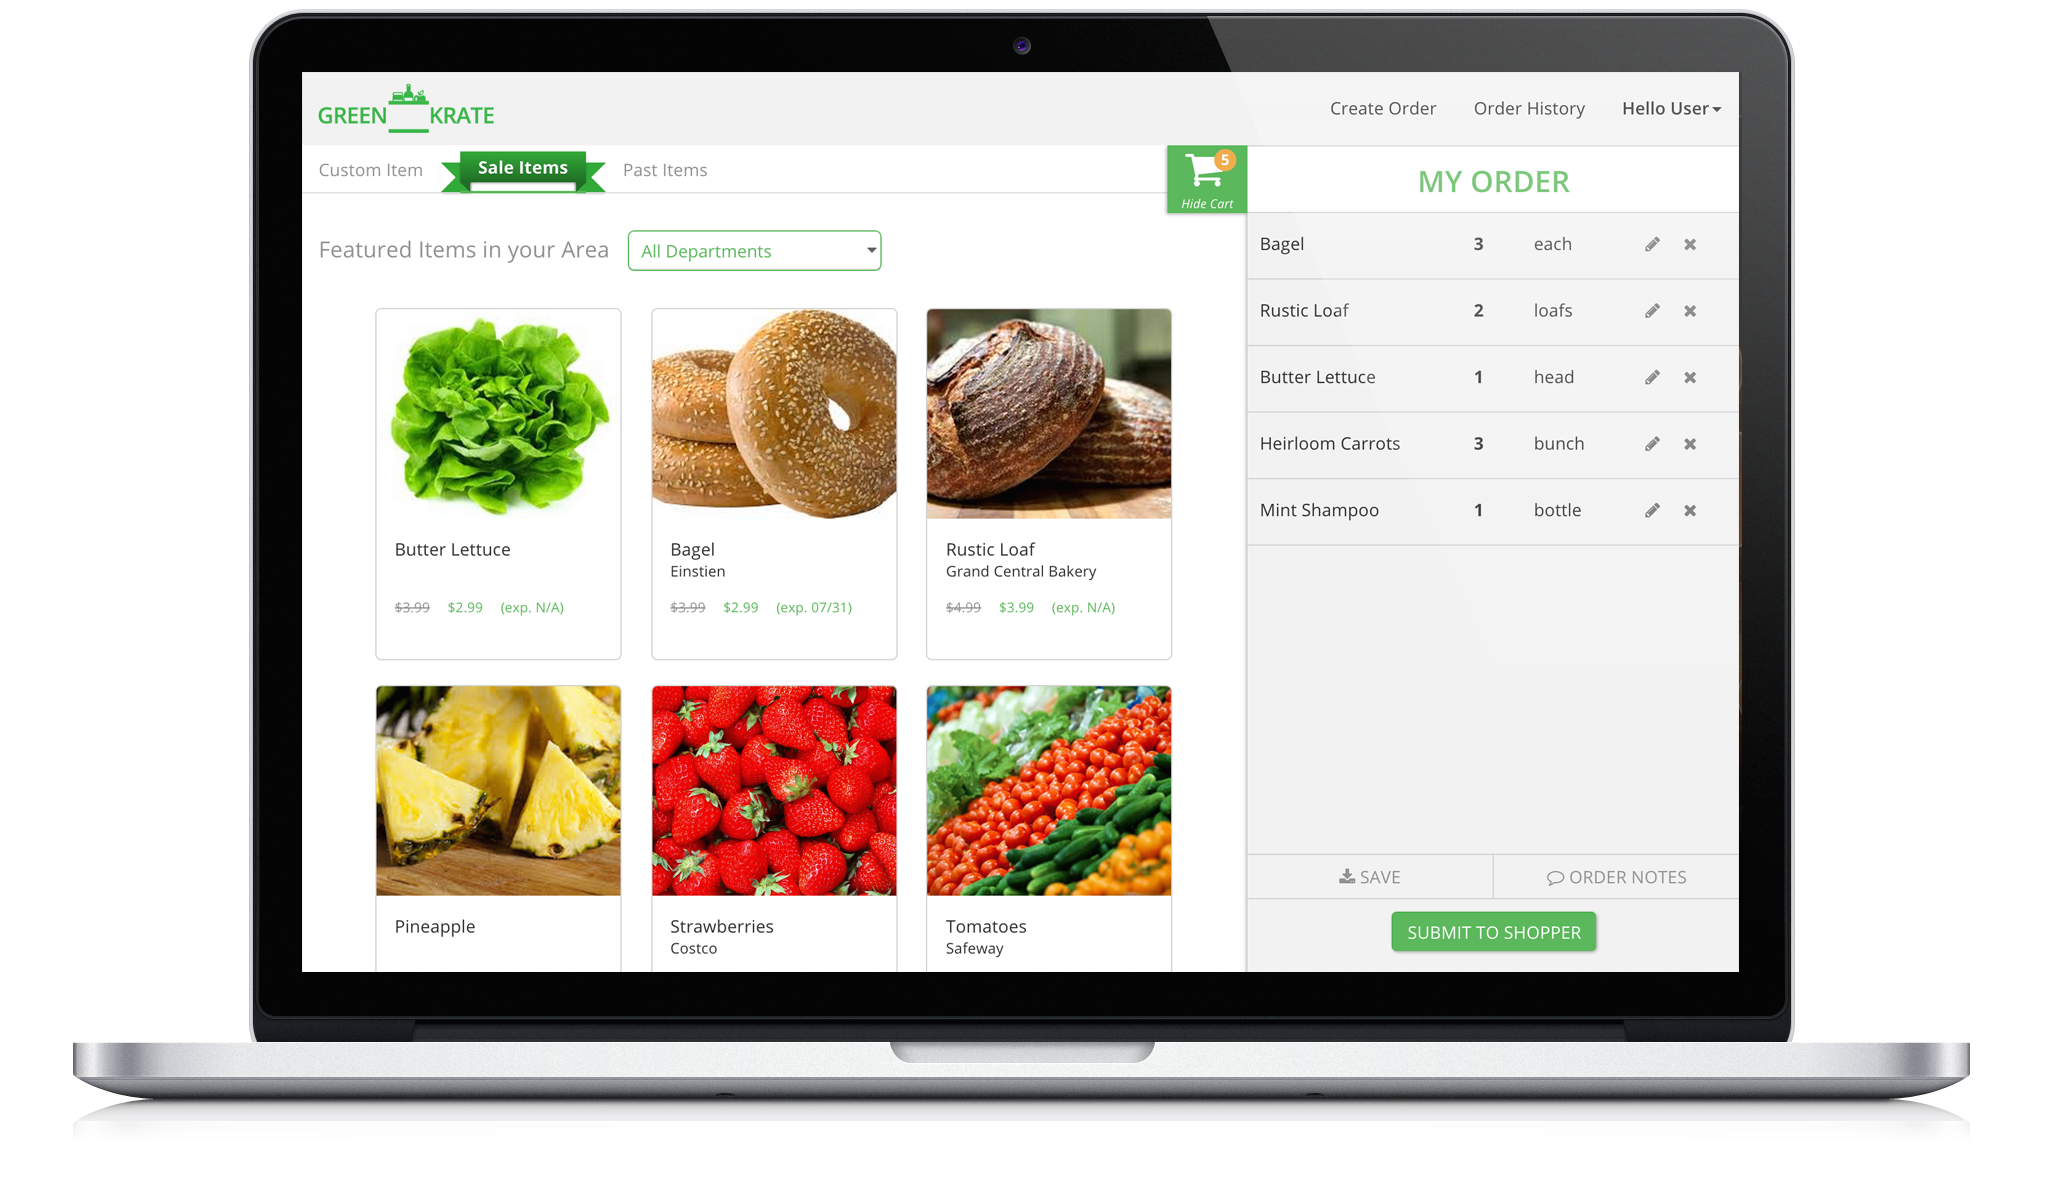 GREEN KRATE
Create Order
Order History
Hello User
Custom Item
Sale Items
Past Items
5
Hide Cart
MY ORDER
Featured Items in your Area
All Departments
Butter Lettuce
$3.99 $2.99 (exp. N/A)
Bagel
Einstien
$3.99 $2.99 (exp. 07/31)
Rustic Loaf
Grand Central Bakery
$4.99 $3.99 (exp. N/A)
Pineapple
Strawberries
Costco
Tomatoes
Safeway
Bagel 3 each
Rustic Loaf 2 loafs
Butter Lettuce 1 head
Heirloom Carrots 3 bunch
Mint Shampoo 1 bottle
SAVE
ORDER NOTES
SUBMIT TO SHOPPER